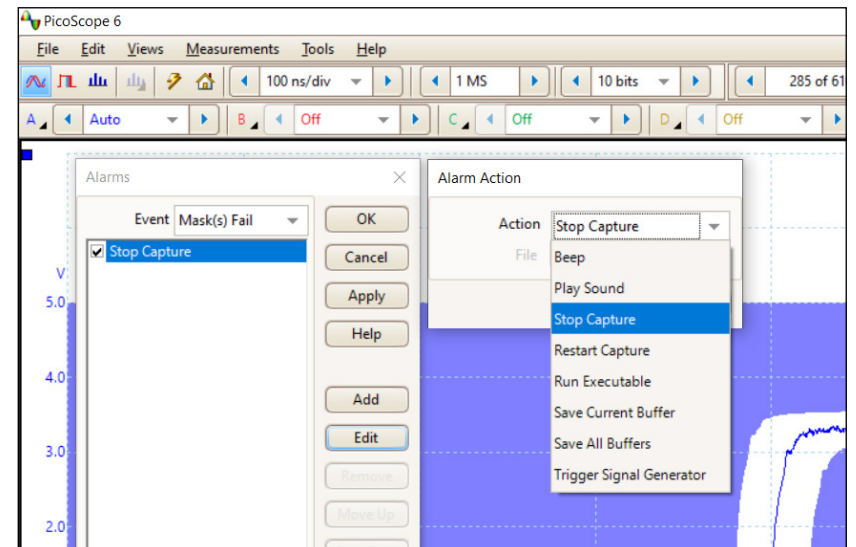 PicoScope 6
File Edit Views Measurements Tools Help
100 ns/div 1 MS 10 bits 285 of 61
A Auto B Off C Off D Off
Alarms
Event Mask(s) Fail
Stop Capture
OK
Cancel
Apply
Help
Add
Edit
Remove
Move Up
Alarm Action
Action Stop Capture
File
Beep
Play Sound
Stop Capture
Restart Capture
Run Executable
Save Current Buffer
Save All Buffers
Trigger Signal Generator
V
5.0
4.0
3.0
2.0